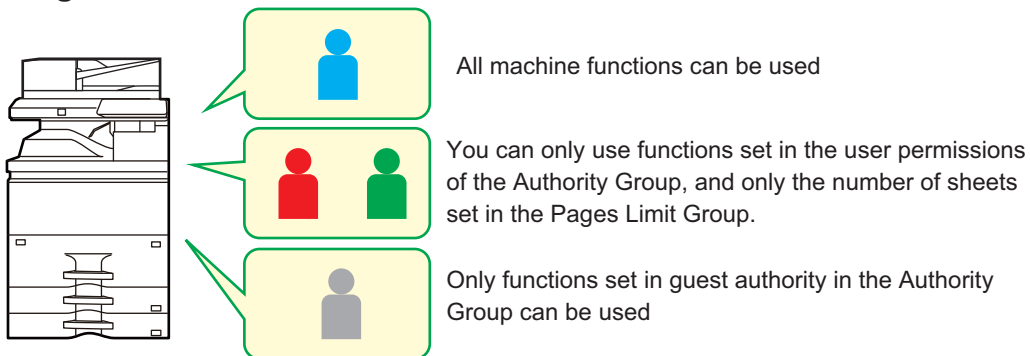 All machine functions can be used
You can only use functions set in the user permissions
of the Authority Group, and only the number of sheets
set in the Pages Limit Group.
Only functions set in guest authority in the Authority
Group can be used